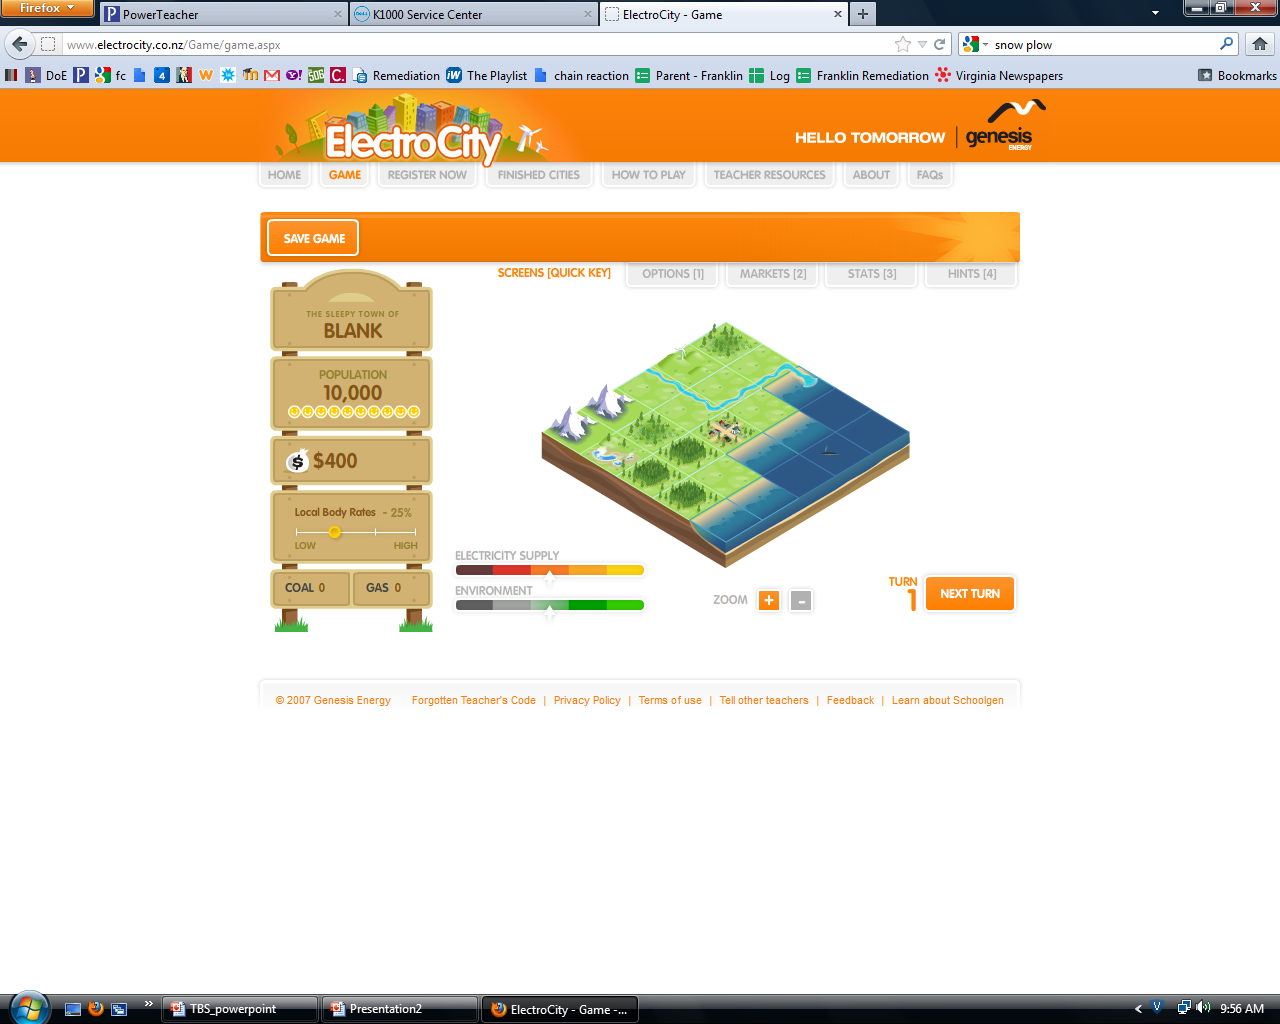 Firefox
PowerTeacher
K1000 Service Center
ElectroCity - Game
www.electrocity.co.nz/Game/game.aspx
snow plow
DoE
fc
Remediation
The Playlist
chain reaction
Parent - Franklin
Log
Franklin Remediation
Virginia Newspapers
Bookmarks
ElectroCity
HELLO TOMORROW
genesis
ENERGY
HOME
GAME
REGISTER NOW
FINISHED CITIES
HOW TO PLAY
TEACHER RESOURCES
ABOUT
FAQs
SAVE GAME
SCREENS [QUICK KEY]
OPTIONS [1]
MARKETS [2]
STATS [3]
HINTS [4]
THE SLEEPY TOWN OF
BLANK
POPULATION
10,000
$ $400
Local Body Rates - 25%
LOW HIGH
COAL 0 GAS 0
ELECTRICITY SUPPLY
ENVIRONMENT
ZOOM + -
TURN
1
NEXT TURN
© 2007 Genesis Energy Forgotten Teacher's Code | Privacy Policy | Terms of use | Tell other teachers | Feedback | Learn about Schoolgen
TBS_powerpoint
Presentation2
ElectroCity - Game -...
9:56 AM